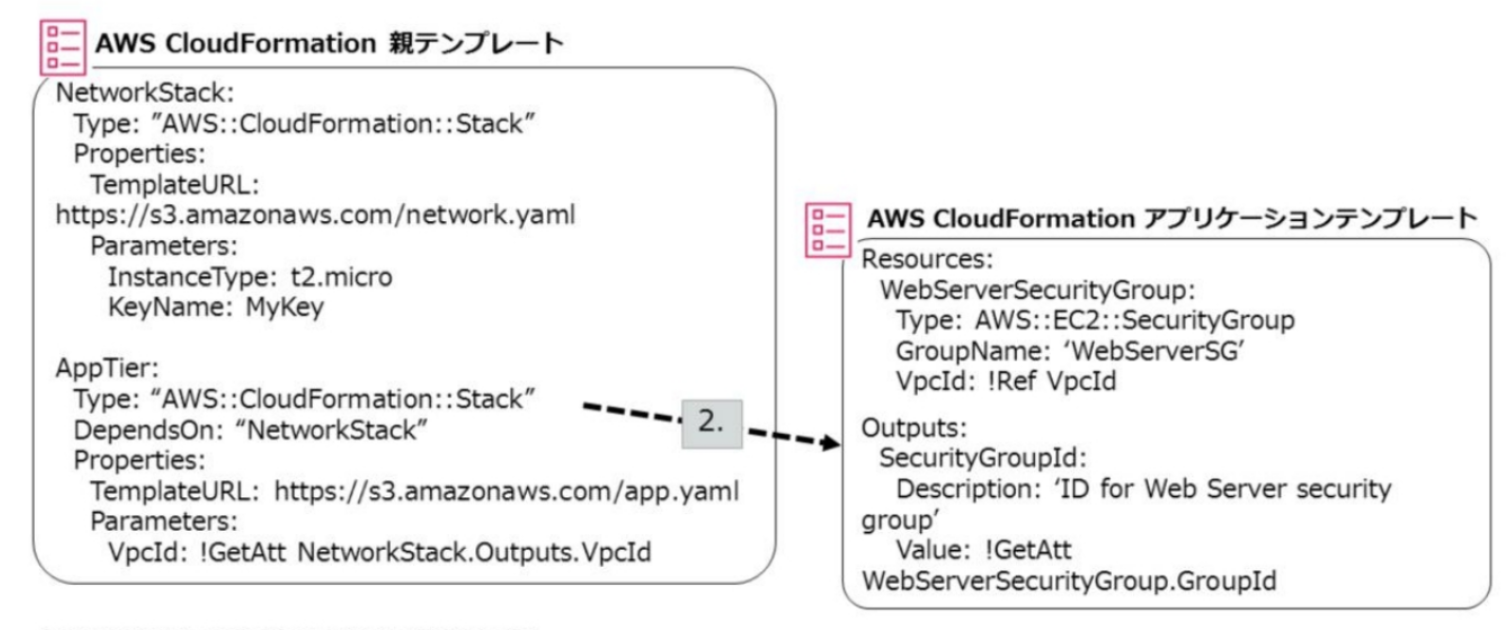 AWS CloudFormation 親テンプレート
NetworkStack:
Type: ”AWS::CloudFormation::Stack”
Properties:
TemplateURL:
https://s3.amazonaws.com/network.yaml
Parameters:
InstanceType: t2.micro
KeyName: MyKey
AppTier:
Type: “AWS::CloudFormation::Stack”
DependsOn: “NetworkStack”
Properties:
TemplateURL: https://s3.amazonaws.com/app.yaml
Parameters:
VpcId: !GetAtt NetworkStack.Outputs.VpcId
2.
AWS CloudFormation アプリケーションテンプレート
Resources:
WebServerSecurityGroup:
Type: AWS::EC2::SecurityGroup
GroupName: ‘WebServerSG’
VpcId: !Ref VpcId
Outputs:
SecurityGroupId:
Description: ‘ID for Web Server security
group’
Value: !GetAtt
WebServerSecurityGroup.GroupId